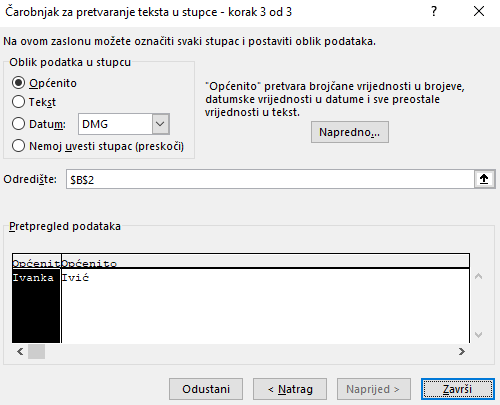 Čarobnjak za pretvaranje teksta u stupce - korak 3 od 3
Na ovom zaslonu možete označiti svaki stupac i postaviti oblik podataka.
Oblik podatka u stupcu
Općenito
Tekst
Datum: DMG
Nemoj uvesti stupac (preskoči)
"Općenito" pretvara brojčane vrijednosti u brojeve,
datumske vrijednosti u datume i sve preostale
vrijednosti u tekst.
Napredno...
Odredište: $B$2
Pretpregled podataka
Općenit Općenito
Ivanka Ivić
Odustani < Natrag Naprijed > Završi